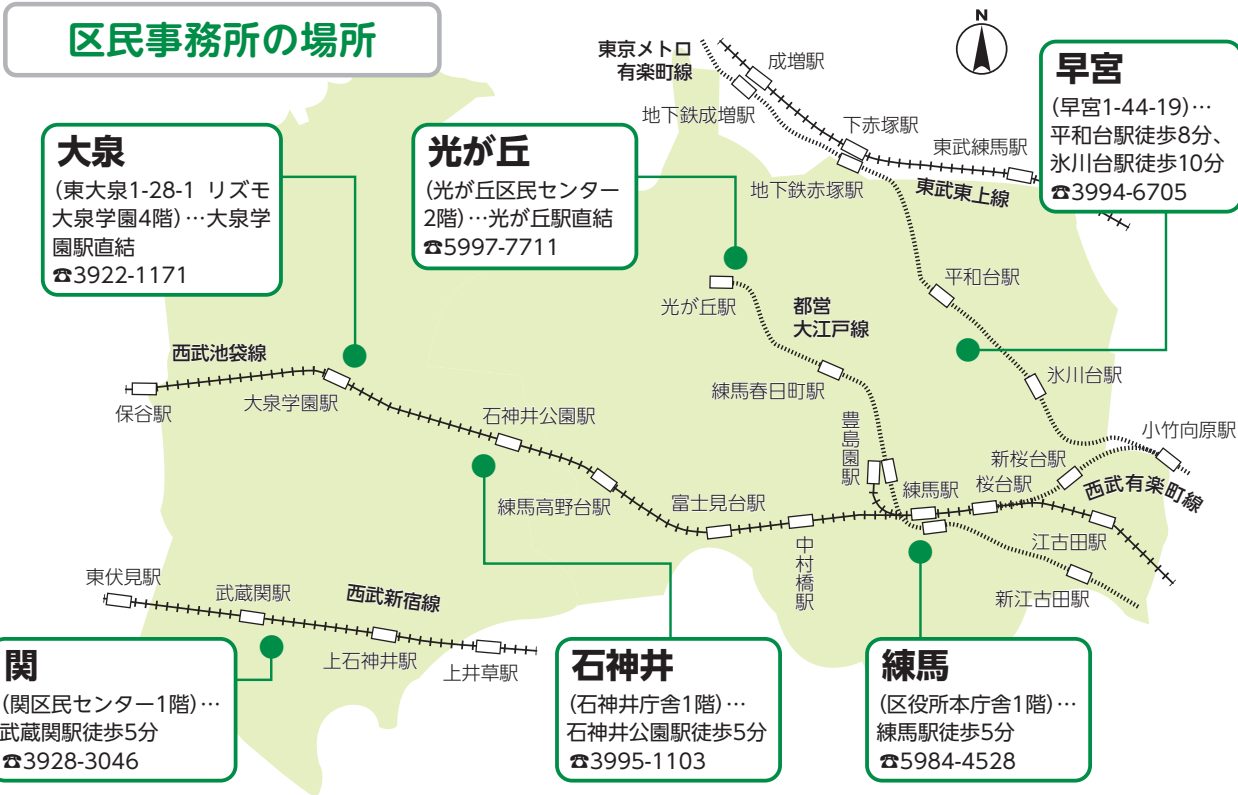 区民事務所の場所
N
大泉
(東大泉1-28-1 リズモ
大泉学園4階)…大泉学
園駅直結
☎3922-1171
光が丘
(光が丘区民センター
2階)…光が丘駅直結
☎5997-7711
早宮
(早宮1-44-19)…
平和台駅徒歩8分、
氷川台駅徒歩10分
☎3994-6705
東京メトロ
有楽町線
成増駅
地下鉄成増駅
下赤塚駅
東武練馬駅
地下鉄赤塚駅
東武東上線
平和台駅
光が丘駅
都営
大江戸線
西武池袋線
保谷駅
大泉学園駅
石神井公園駅
練馬春日町駅
氷川台駅
豊島園駅
小竹向原駅
新桜台駅
練馬高野台駅
富士見台駅
練馬駅
桜台駅
西武有楽町線
中村橋駅
江古田駅
新江古田駅
東伏見駅
武蔵関駅
西武新宿線
上石神井駅
上井草駅
関
(関区民センター1階)…
武蔵関駅徒歩5分
☎3928-3046
石神井
(石神井庁舎1階)…
石神井公園駅徒歩5分
☎3995-1103
練馬
(区役所本庁舎1階)…
練馬駅徒歩5分
☎5984-4528